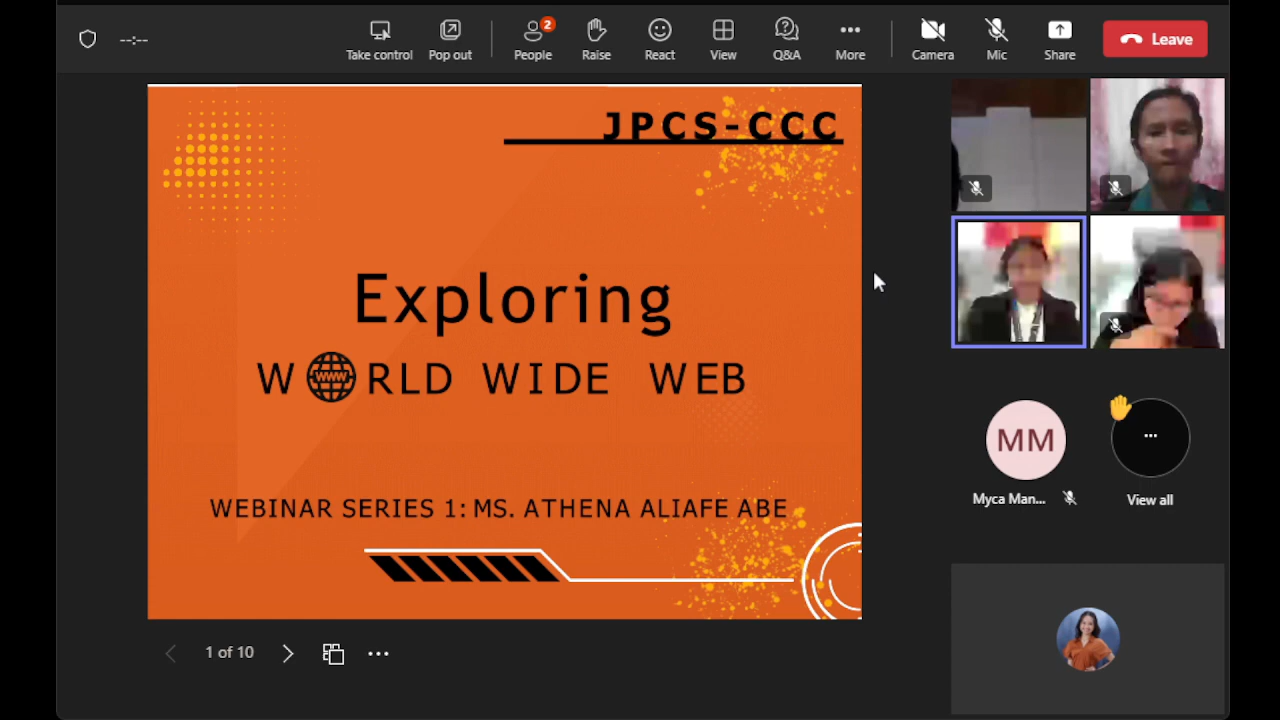 --:--
Take control
Pop out
2
People
Raise
React
View
Q&A
More
Camera
Mic
Share
Leave
JPCS-CCC
Exploring
W WWW RLD WIDE WEB
WEBINAR SERIES 1: MS. ATHENA ALIAFE ABE
MM
Myca Man...
View all
1 of 10